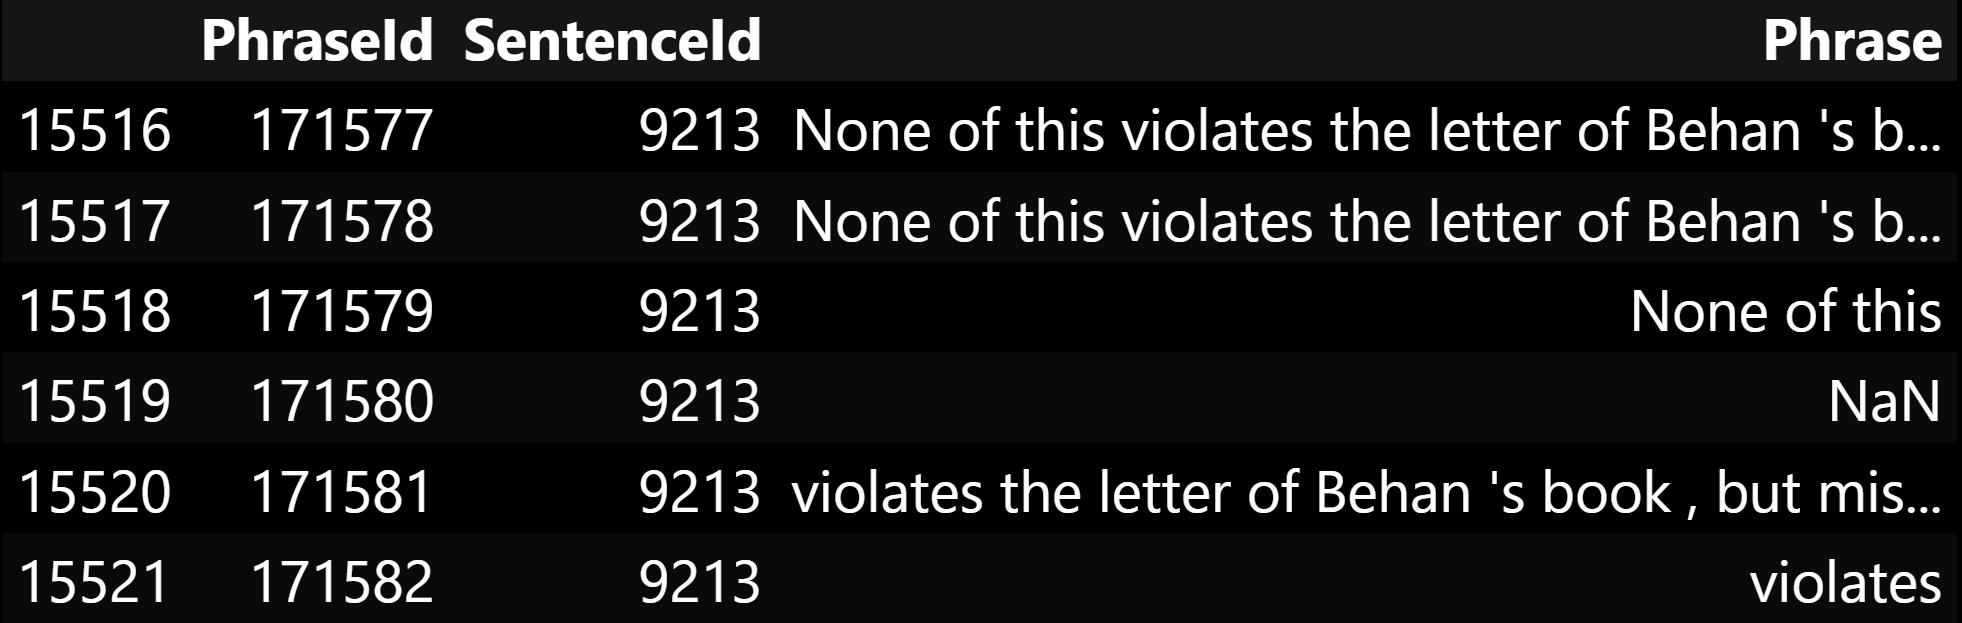 PhraseId SentenceId Phrase
15516 171577 9213 None of this violates the letter of Behan 's b...
15517 171578 9213 None of this violates the letter of Behan 's b...
15518 171579 9213 None of this
15519 171580 9213 NaN
15520 171581 9213 violates the letter of Behan 's book , but mis...
15521 171582 9213 violates